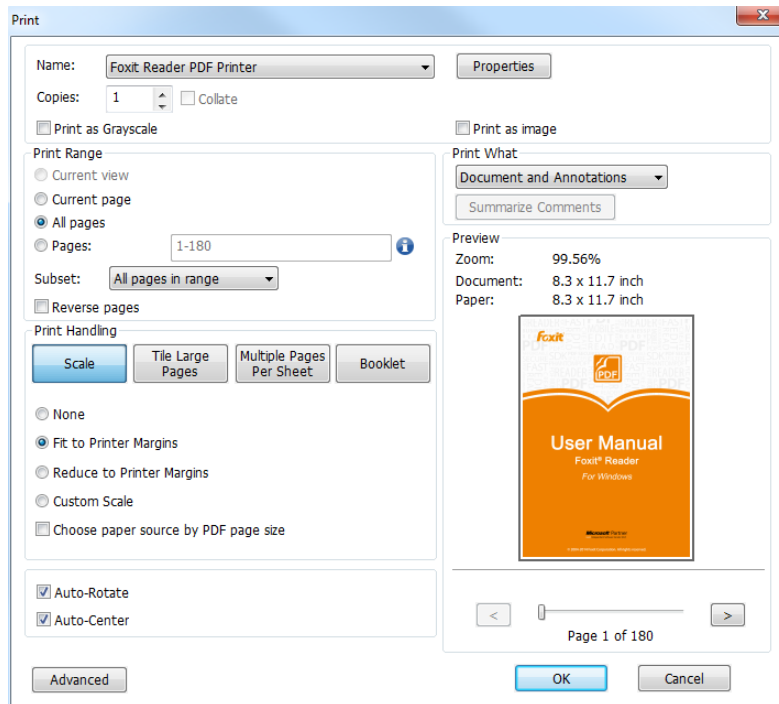 Print
Name: Foxit Reader PDF Printer Properties
Copies: 1 Collate
Print as Grayscale Print as image
Print Range
Current view
Current page
All pages
Pages: 1-180
Subset: All pages in range
Reverse pages
Print What
Document and Annotations
Summarize Comments
Print Handling
Scale
Tile Large
Pages
Multiple Pages
Per Sheet
Booklet
None
Fit to Printer Margins
Reduce to Printer Margins
Custom Scale
Choose paper source by PDF page size
Auto-Rotate
Auto-Center
Preview
Zoom: 99.56%
Document: 8.3 x 11.7 inch
Paper: 8.3 x 11.7 inch
Foxit
PDF
User Manual
Foxit® Reader
For Windows
Microsoft Partner
< >
Page 1 of 180
Advanced
OK Cancel